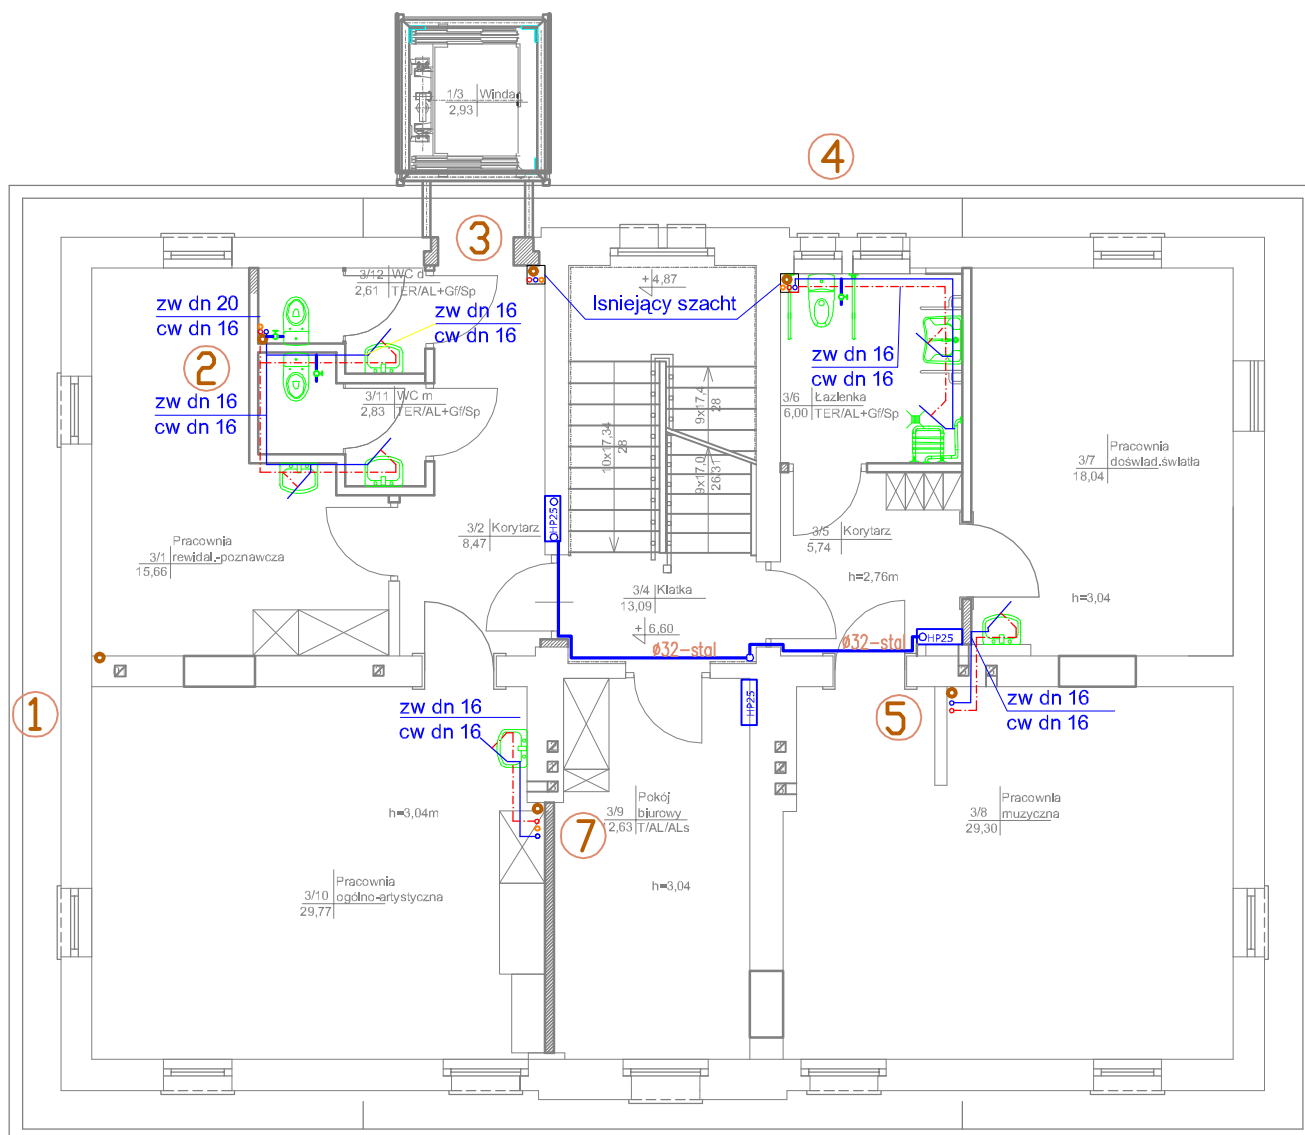 1/3 Winda
2,93
4
3
3/12 WC d
2,61 TER/AL+Gf/Sp
+4,87
Isniejący szacht
zw dn 20
cw dn 16
zw dn 16
cw dn 16
2
zw dn 16
cw dn 16
zw dn 16
cw dn 16
3/11 WC m
2,83 TER/AL+Gf/Sp
3/6 Łazienka
6,00 TER/AL+Gf/Sp
10x17,34
28
9x17,4
28
9x17,0
26,31
Pracownia
3/7 doświad.światła
18,04
HP25
3/2 Korytarz
8,47
3/5 Korytarz
5,74
h=2,76m
Pracownia
3/1 rewidal.-poznawcza
15,66
3/4 Klatka
13,09
h=3,04
+6,60
ø32-stal
ø32-stal
HP25
1
zw dn 16
cw dn 16
HP25
5
zw dn 16
cw dn 16
h=3,04m
7
Pokój
3/9 biurowy
12,63 T/AL/ALs
Pracownia
3/8 muzyczna
29,30
Pracownia
3/10 ogólno-artystyczna
29,77
h=3,04